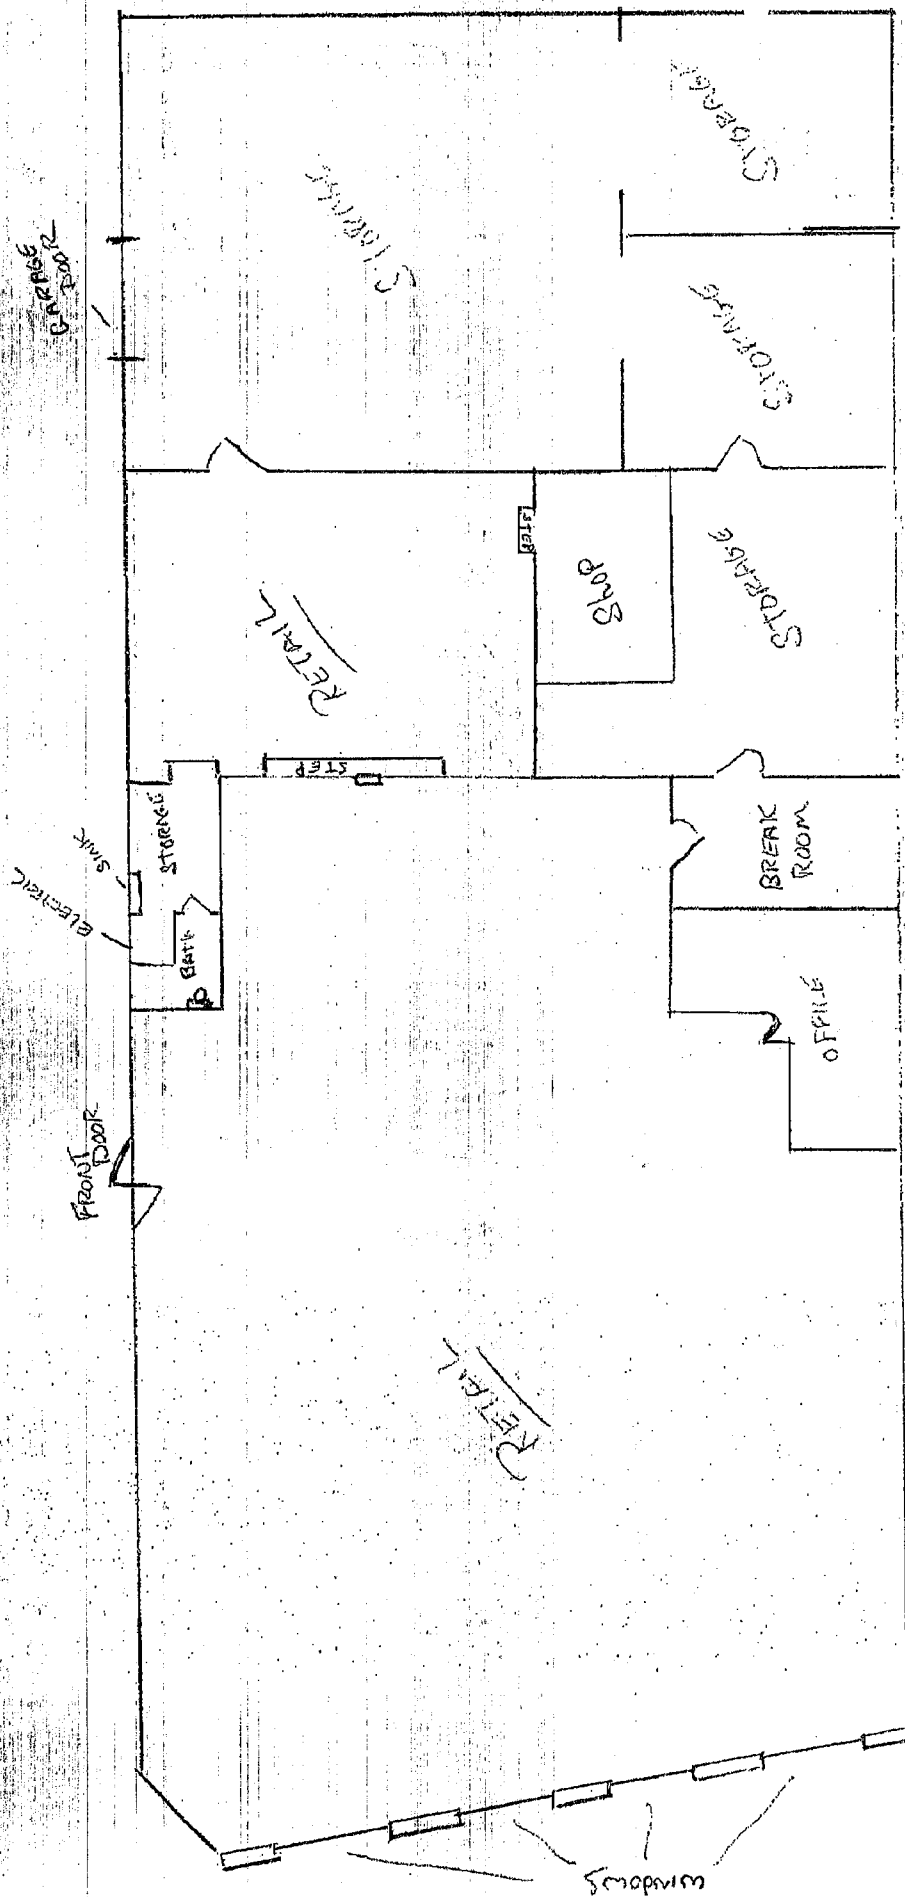 STORAGE
STORAGE
GARAGE
DOOR
STORAGE
STEP
SHOP
STORAGE
RETAIL
STEP
STORAGE
SINK
ELECTRIC
BATH
BREAK
ROOM
OFFICE
FRONT
DOOR
RETAIL
WINDOWS